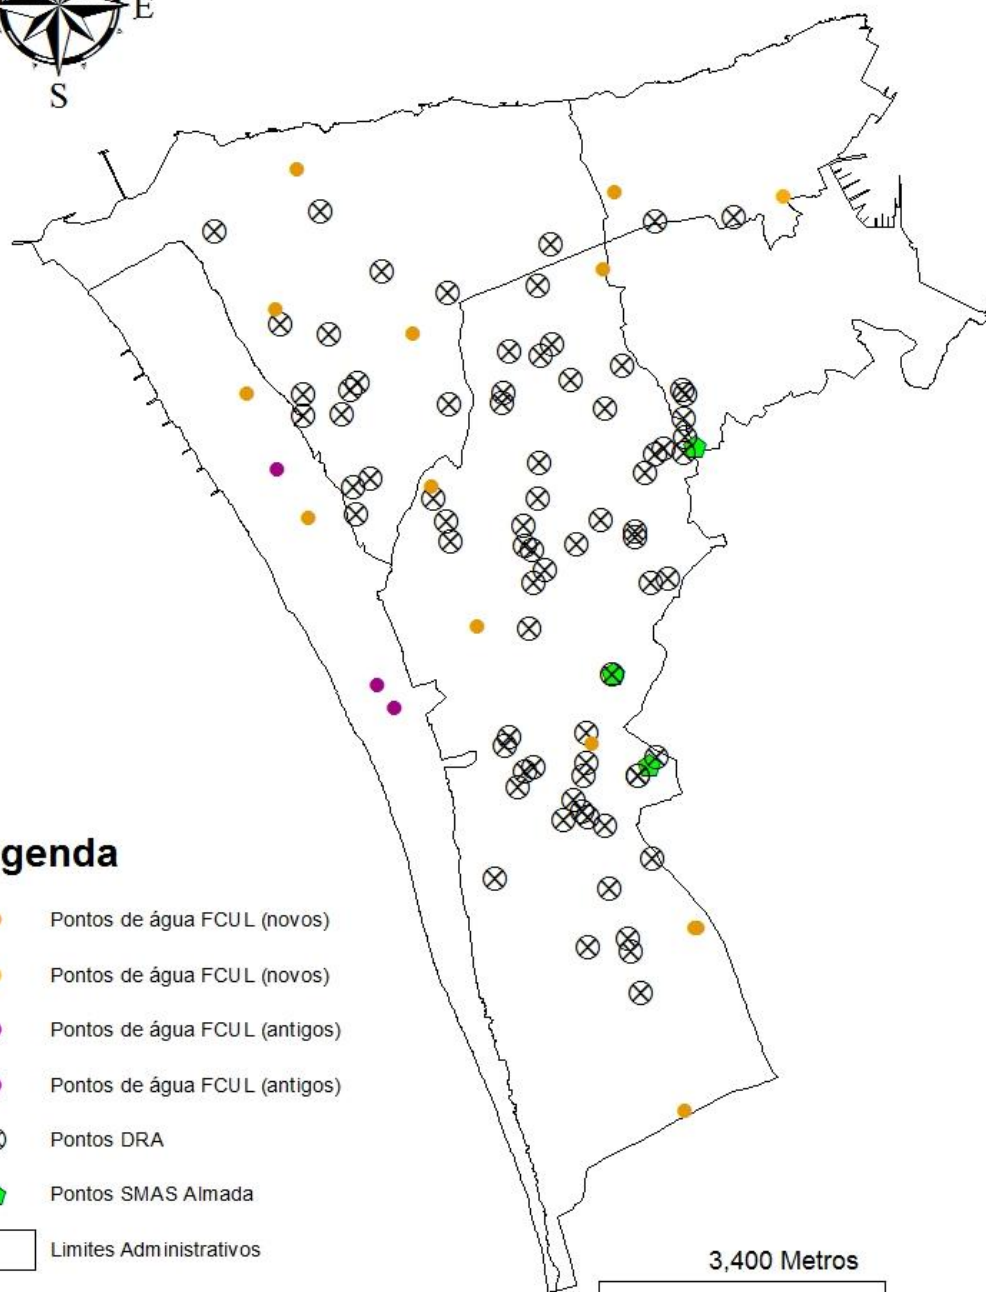 E
S
genda
Pontos de água FCUL (novos)
Pontos de água FCUL (novos)
Pontos de água FCUL (antigos)
Pontos de água FCUL (antigos)
Pontos DRA
Pontos SMAS Almada
Limites Administrativos
3,400 Metros